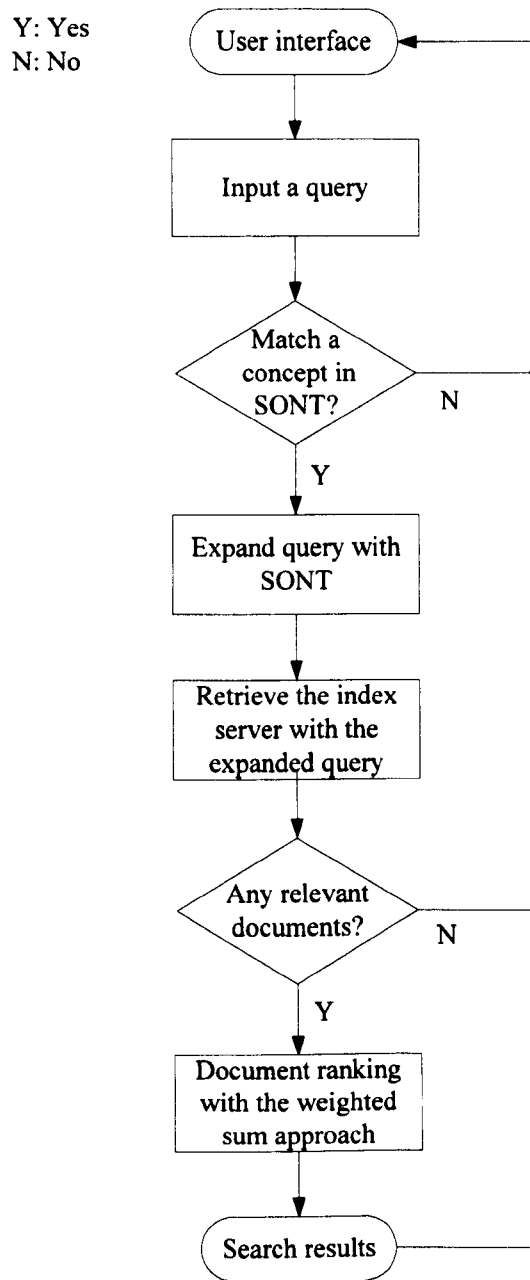 Y: Yes
N: No
User interface
Input a query
Match a
concept in
SONT?
N
Y
Expand query with
SONT
Retrieve the index
server with the
expanded query
Any relevant
documents?
N
Y
Document ranking
with the weighted
sum approach
Search results